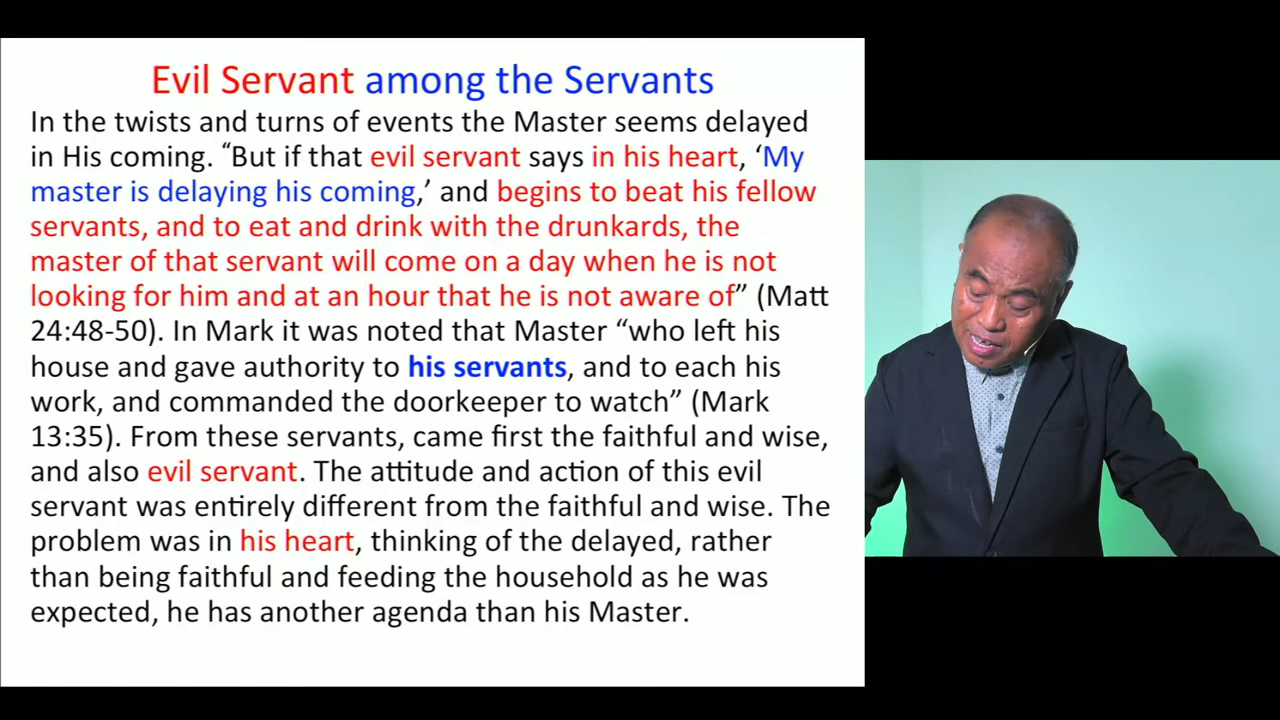 Evil Servant among the Servants
In the twists and turns of events the Master seems delayed
in His coming. “But if that evil servant says in his heart, ‘My
master is delaying his coming,’ and begins to beat his fellow
servants, and to eat and drink with the drunkards, the
master of that servant will come on a day when he is not
looking for him and at an hour that he is not aware of” (Matt
24:48-50). In Mark it was noted that Master “who left his
house and gave authority to his servants, and to each his
work, and commanded the doorkeeper to watch” (Mark
13:35). From these servants, came first the faithful and wise,
and also evil servant. The attitude and action of this evil
servant was entirely different from the faithful and wise. The
problem was in his heart, thinking of the delayed, rather
than being faithful and feeding the household as he was
expected, he has another agenda than his Master.